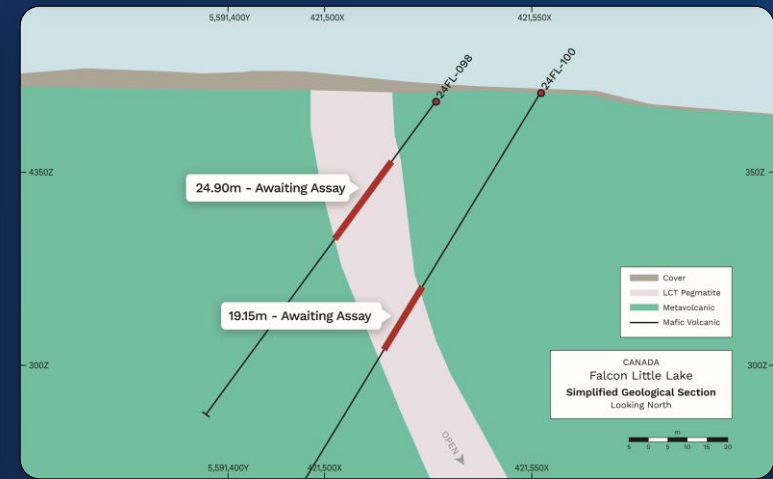 5,591,400Y
421,500X
421,550X
24FL-098
24FL-100
4350Z
350Z
24.90m - Awaiting Assay
19.15m - Awaiting Assay
Cover
LCT Pegmatite
Metavolcanic
Mafic Volcanic
CANADA
Falcon Little Lake
Simplified Geological Section
Looking North
300Z
300Z
m
5 0 5 10 15 20
OPEN
5,591,400Y
421,500X
421,550X